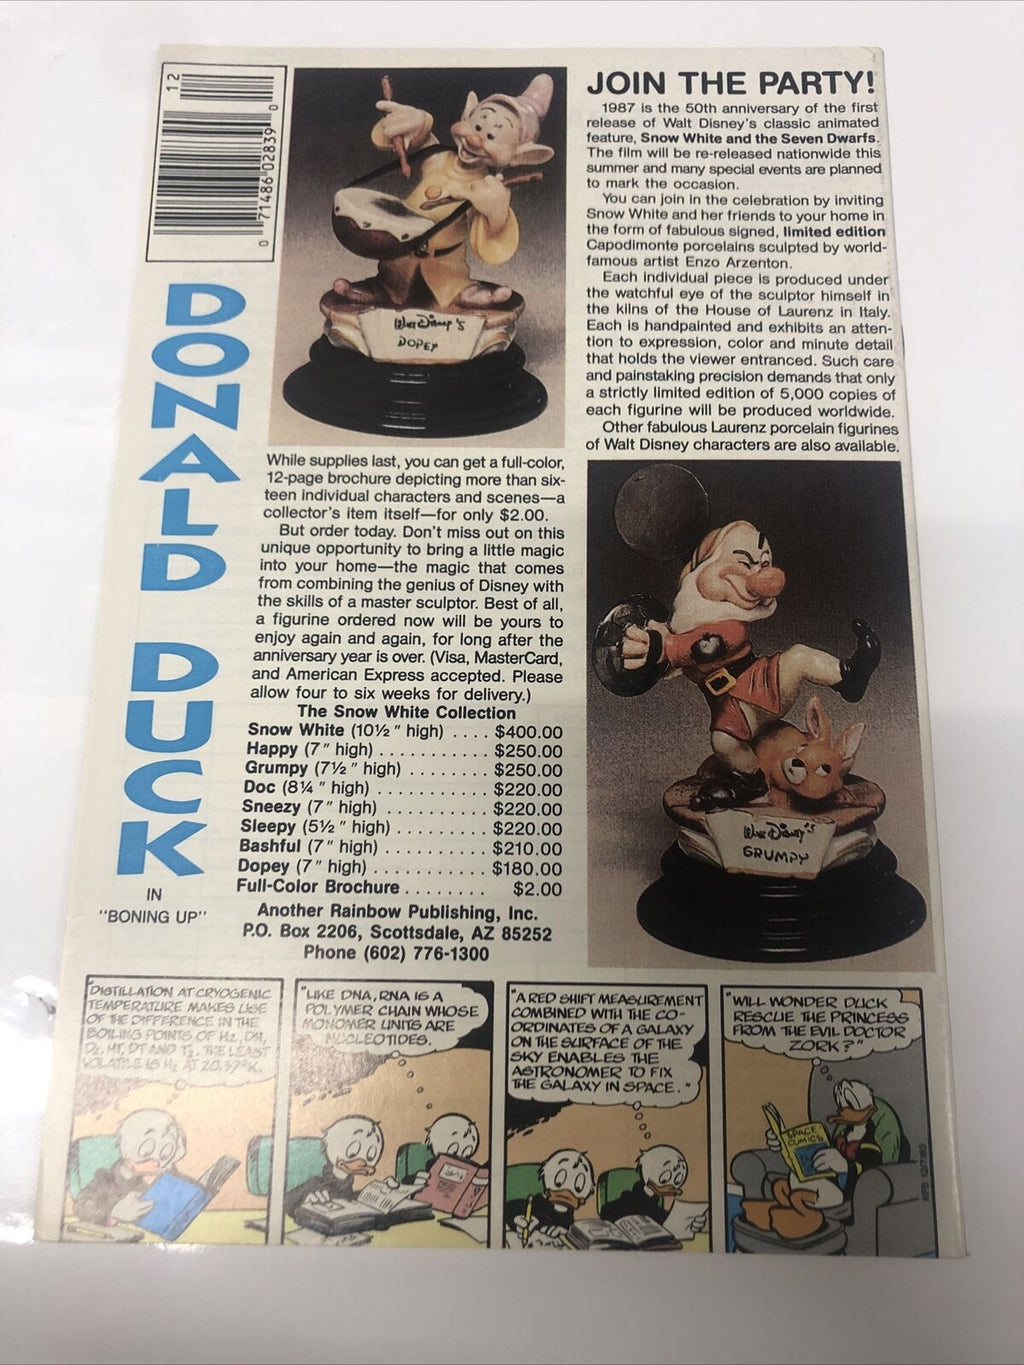 12
0 71486 02839 0
DONALD DUCK
IN
"BONING UP"
Walt Disney's
DOPEY
JOIN THE PARTY!
1987 is the 50th anniversary of the first
release of Walt Disney's classic animated
feature, Snow White and the Seven Dwarfs.
The film will be re-released nationwide this
summer and many special events are planned
to mark the occasion.
You can join in the celebration by inviting
Snow White and her friends to your home in
the form of fabulous signed, limited edition
Capodimonte porcelains sculpted by world-
famous artist Enzo Arzenton.
Each individual piece is produced under
the watchful eye of the sculptor himself in
the kilns of the House of Laurenz in Italy.
Each is handpainted and exhibits an atten-
tion to expression, color and minute detail
that holds the viewer entranced. Such care
and painstaking precision demands that only
a strictly limited edition of 5,000 copies of
each figurine will be produced worldwide.
Other fabulous Laurenz porcelain figurines
of Walt Disney characters are also available.
While supplies last, you can get a full-color,
12-page brochure depicting more than six-
teen individual characters and scenes—a
collector's item itself—for only $2.00.
But order today. Don't miss out on this
unique opportunity to bring a little magic
into your home—the magic that comes
from combining the genius of Disney with
the skills of a master sculptor. Best of all,
a figurine ordered now will be yours to
enjoy again and again, for long after the
anniversary year is over. (Visa, MasterCard,
and American Express accepted. Please
allow four to six weeks for delivery.)
The Snow White Collection
Snow White (10½" high) .... $400.00
Happy (7" high) .......... $250.00
Grumpy (7½" high) ........ $250.00
Doc (8¼" high) ........... $220.00
Sneezy (7" high) .......... $220.00
Sleepy (5½" high) ......... $220.00
Bashful (7" high) .......... $210.00
Dopey (7" high) ........... $180.00
Full-Color Brochure ........ $2.00
Another Rainbow Publishing, Inc.
P.O. Box 2206, Scottsdale, AZ 85252
Phone (602) 776-1300
Walt Disney's
GRUMPY
"DISTILLATION AT CRYOGENIC
TEMPERATURE MAKES USE
OF THE DIFFERENCE IN THE
BOILING POINTS OF H2, DH,
D2, HT, DT AND T2. THE LEAST
VOLATILE IS H2 AT 20.39°K.
"LIKE DNA, RNA IS A
POLYMER CHAIN WHOSE
MONOMER UNITS ARE
NUCLEOTIDES.
"A RED SHIFT MEASUREMENT
COMBINED WITH THE CO-
ORDINATES OF A GALAXY
ON THE SURFACE OF THE
SKY ENABLES THE
ASTRONOMER TO FIX
THE GALAXY IN SPACE."
"WILL WONDER DUCK
RESCUE THE PRINCESS
FROM THE EVIL DOCTOR
ZORK?"
SPACE
COMICS